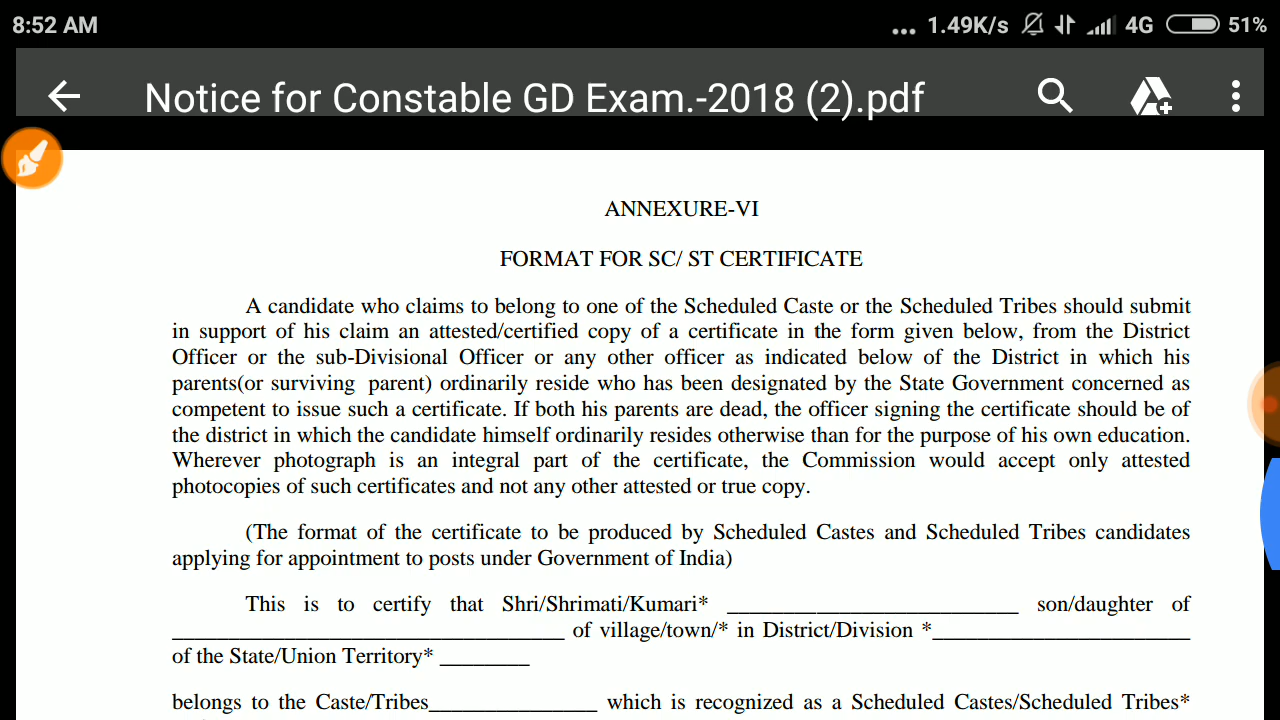 8:52 AM
... 1.49K/s 4G 51%
Notice for Constable GD Exam.-2018 (2).pdf
ANNEXURE-VI
FORMAT FOR SC/ ST CERTIFICATE
A candidate who claims to belong to one of the Scheduled Caste or the Scheduled Tribes should submit
in support of his claim an attested/certified copy of a certificate in the form given below, from the District
Officer or the sub-Divisional Officer or any other officer as indicated below of the District in which his
parents(or surviving parent) ordinarily reside who has been designated by the State Government concerned as
competent to issue such a certificate. If both his parents are dead, the officer signing the certificate should be of
the district in which the candidate himself ordinarily resides otherwise than for the purpose of his own education.
Wherever photograph is an integral part of the certificate, the Commission would accept only attested
photocopies of such certificates and not any other attested or true copy.
(The format of the certificate to be produced by Scheduled Castes and Scheduled Tribes candidates
applying for appointment to posts under Government of India)
This is to certify that Shri/Shrimati/Kumari* __________________________ son/daughter of
___________________________________ of village/town/* in District/Division *_______________________
of the State/Union Territory* ________
belongs to the Caste/Tribes_______________ which is recognized as a Scheduled Castes/Scheduled Tribes*